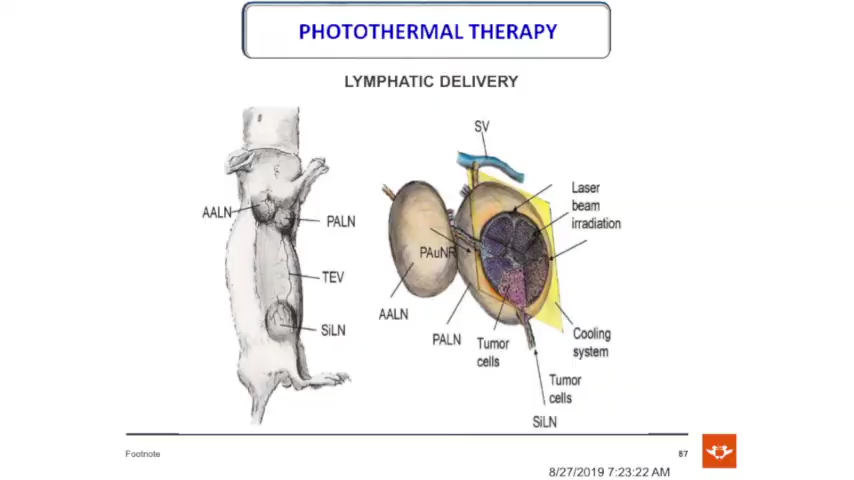 PHOTOTHERMAL THERAPY
LYMPHATIC DELIVERY
AALN
PALN
TEV
SiLN
SV
Laser
beam
irradiation
PAuNR
AALN
PALN
Tumor
cells
Cooling
system
Tumor
cells
SiLN
Footnote
87
8/27/2019 7:23:22 AM